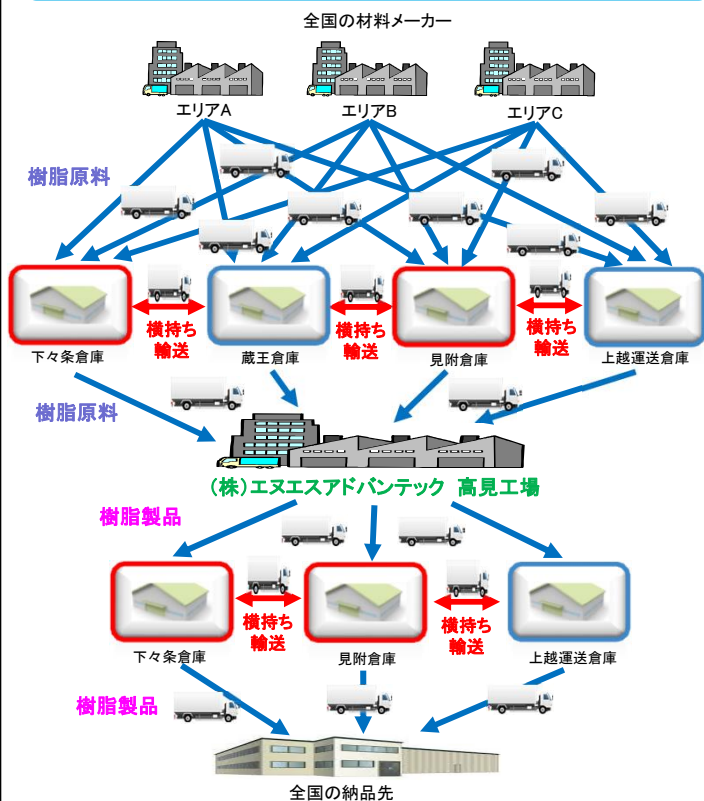 全国の材料メーカー
エリアA
エリアB
エリアC
樹脂原料
横持ち
輸送
横持ち
輸送
横持ち
輸送
下々条倉庫
蔵王倉庫
見附倉庫
上越運送倉庫
樹脂原料
(株)エヌエスアドバンテック 高見工場
樹脂製品
横持ち
輸送
横持ち
輸送
下々条倉庫
見附倉庫
上越運送倉庫
樹脂製品
全国の納品先